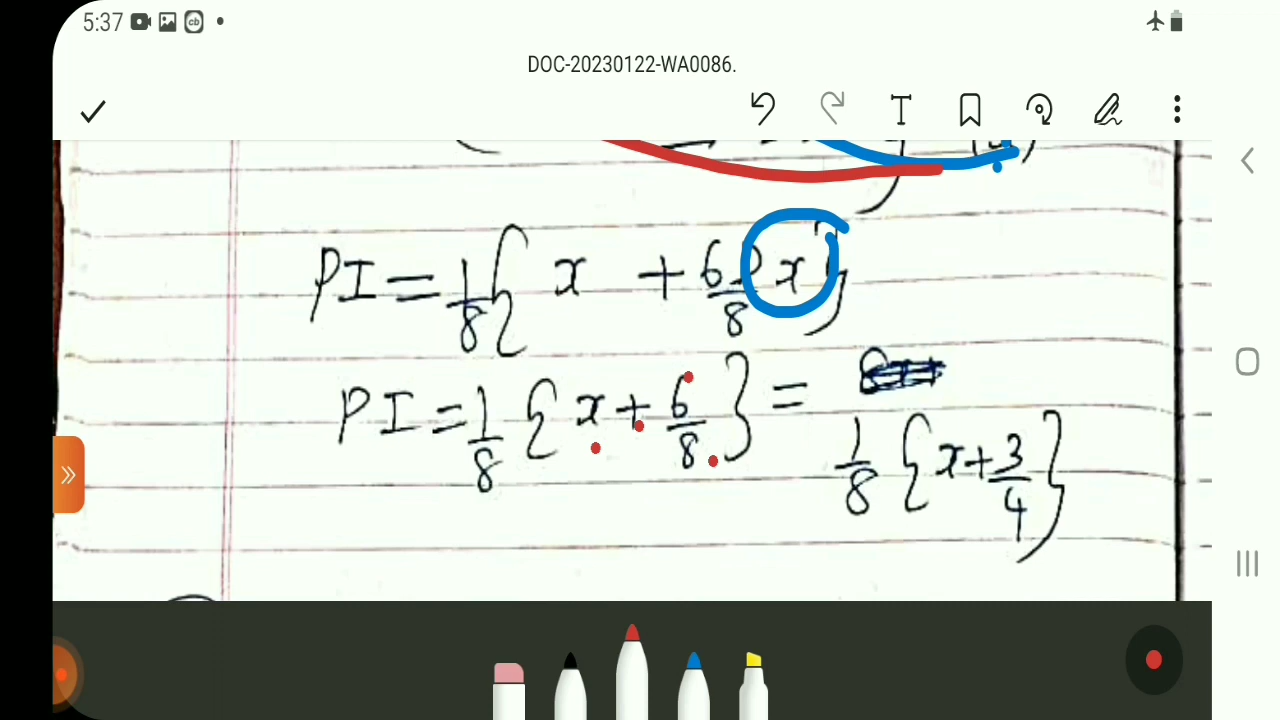 5:37
DOC-20230122-WA0086.
PI = 1/8 { x + 6/8 D x }
PI = 1/8 { x + 6/8 } =
1/8 { x + 3/4 }